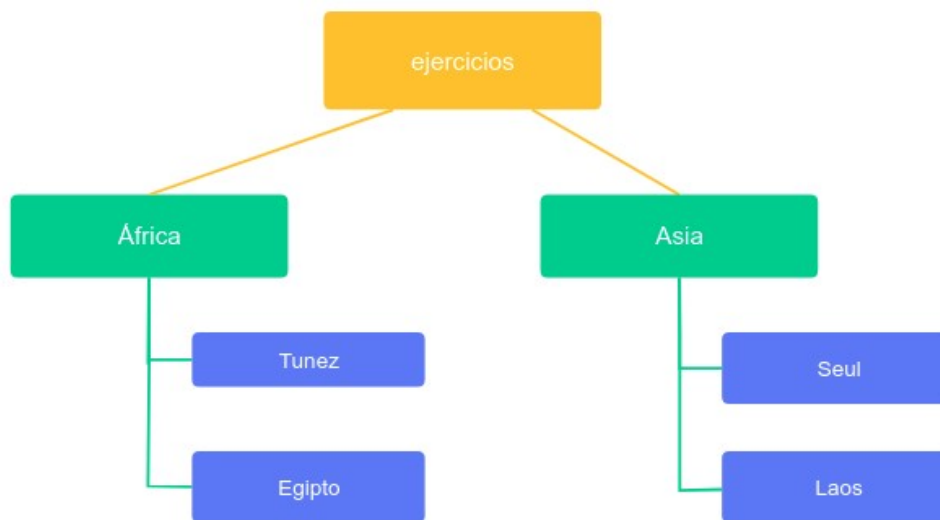 ejercicios
África
Asia
Tunez
Seul
Egipto
Laos